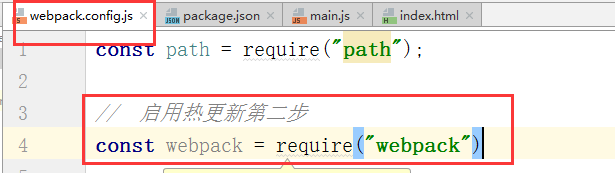 webpack.config.js package.json main.js index.html
1 const path = require("path");
2
3 // 启用热更新第二步
4 const webpack = require("webpack")
5